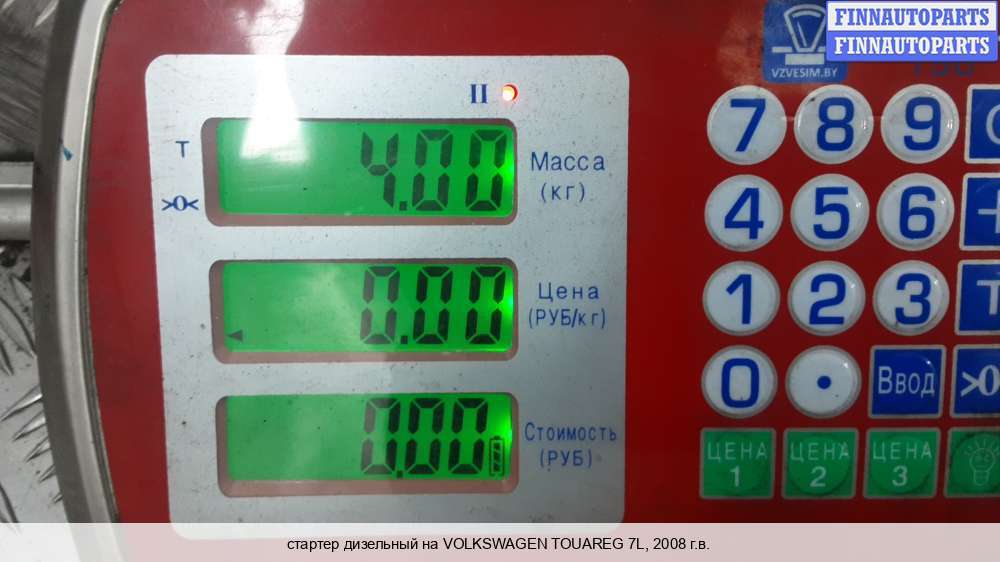 FINNAUTOPARTS
FINNAUTOPARTS
VZVESIM.BY
II
T
>0<
4.00
Масса
(кг)
0.00
Цена
(РУБ/кг)
0.00
Стоимость
(РУБ)
7 8 9
4 5 6
1 2 3 T
0 . Ввод >0
ЦЕНА 1
ЦЕНА 2
ЦЕНА 3
стартер дизельный на VOLKSWAGEN TOUAREG 7L, 2008 г.в.